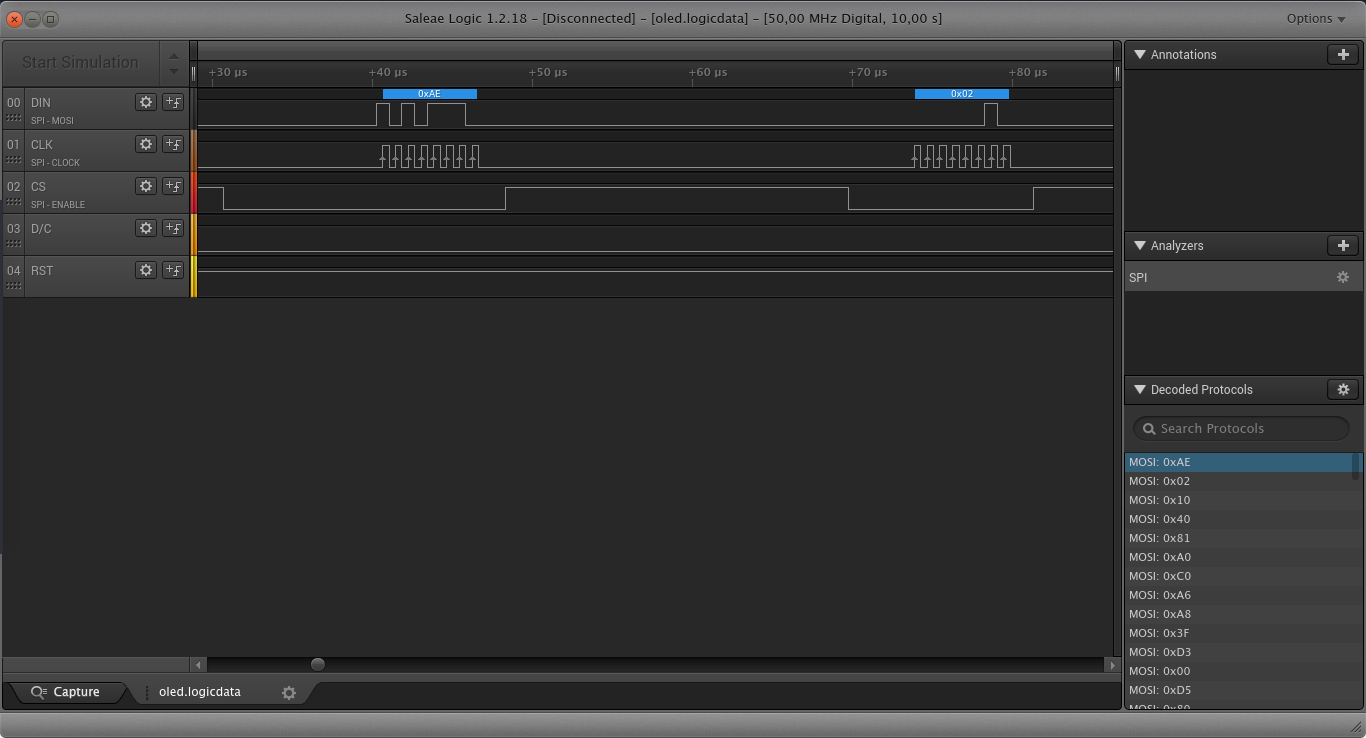 Saleae Logic 1.2.18 - [Disconnected] - [oled.logicdata] - [50,00 MHz Digital, 10,00 s]
Options
Start Simulation
+30 µs
+40 µs
+50 µs
+60 µs
+70 µs
+80 µs
0xAE
0x02
00 DIN
SPI - MOSI
01 CLK
SPI - CLOCK
02 CS
SPI - ENABLE
03 D/C
04 RST
Capture
oled.logicdata
Annotations
Analyzers
SPI
Decoded Protocols
Search Protocols
MOSI: 0xAE
MOSI: 0x02
MOSI: 0x10
MOSI: 0x40
MOSI: 0x81
MOSI: 0xA0
MOSI: 0xC0
MOSI: 0xA6
MOSI: 0xA8
MOSI: 0x3F
MOSI: 0xD3
MOSI: 0x00
MOSI: 0xD5
MOSI: 0x80